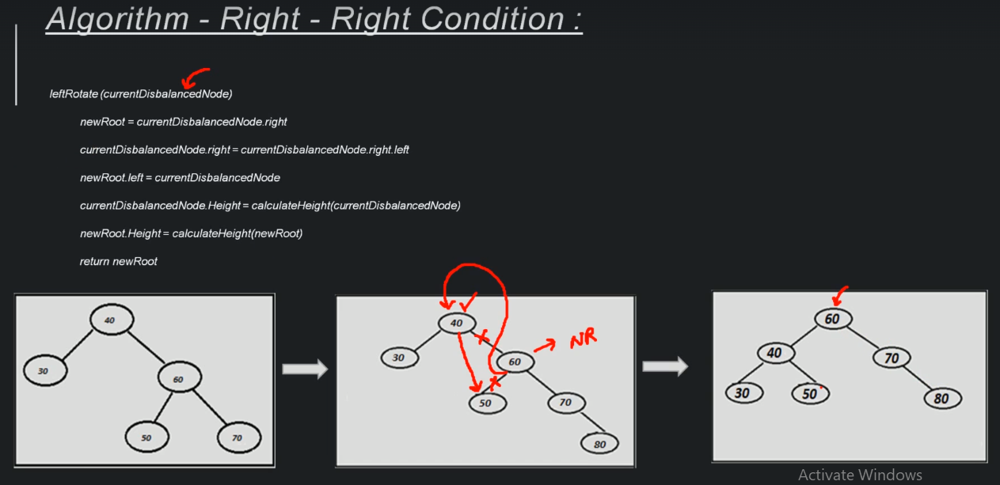 Algorithm - Right - Right Condition :
leftRotate (currentDisbalancedNode)
newRoot = currentDisbalancedNode.right
currentDisbalancedNode.right = currentDisbalancedNode.right.left
newRoot.left = currentDisbalancedNode
currentDisbalancedNode.Height = calculateHeight(currentDisbalancedNode)
newRoot.Height = calculateHeight(newRoot)
return newRoot
40
30
60
50
70
40
30
60
NR
50
70
80
60
40
70
30
50
80
Activate Windows